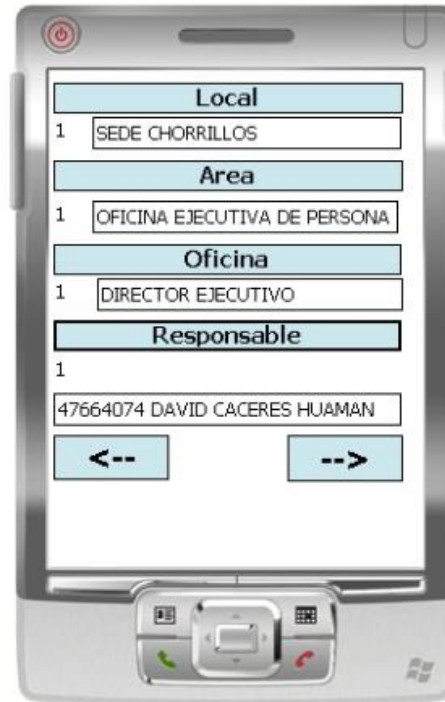 Local
1 SEDE CHORRILLOS
Area
1 OFICINA EJECUTIVA DE PERSONA
Oficina
1 DIRECTOR EJECUTIVO
Responsable
1
47664074 DAVID CACERES HUAMAN
<-- -->